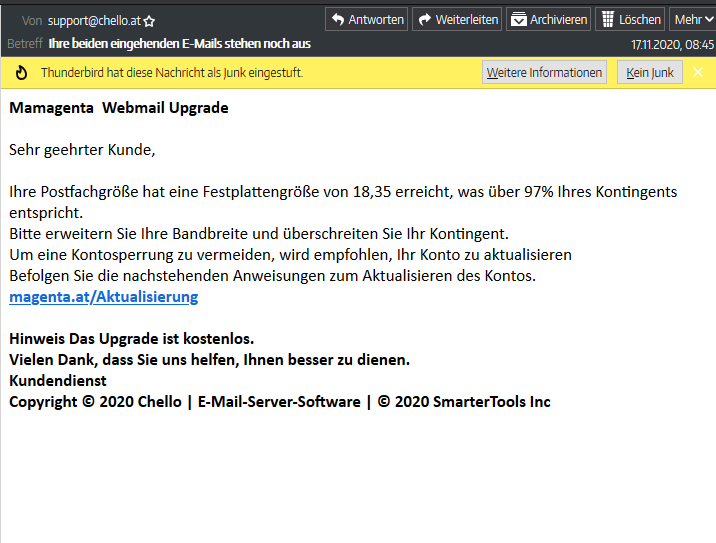 Von support@chello.at Antworten Weiterleiten Archivieren Löschen Mehr
Betreff Ihre beiden eingehenden E-Mails stehen noch aus 17.11.2020, 08:45
Thunderbird hat diese Nachricht als Junk eingestuft. Weitere Informationen Kein Junk
Mamagenta Webmail Upgrade
Sehr geehrter Kunde,
Ihre Postfachgröße hat eine Festplattengröße von 18,35 erreicht, was über 97% Ihres Kontingents
entspricht.
Bitte erweitern Sie Ihre Bandbreite und überschreiten Sie Ihr Kontingent.
Um eine Kontosperrung zu vermeiden, wird empfohlen, Ihr Konto zu aktualisieren
Befolgen Sie die nachstehenden Anweisungen zum Aktualisieren des Kontos.
magenta.at/Aktualisierung
Hinweis Das Upgrade ist kostenlos.
Vielen Dank, dass Sie uns helfen, Ihnen besser zu dienen.
Kundendienst
Copyright © 2020 Chello | E-Mail-Server-Software | © 2020 SmarterTools Inc